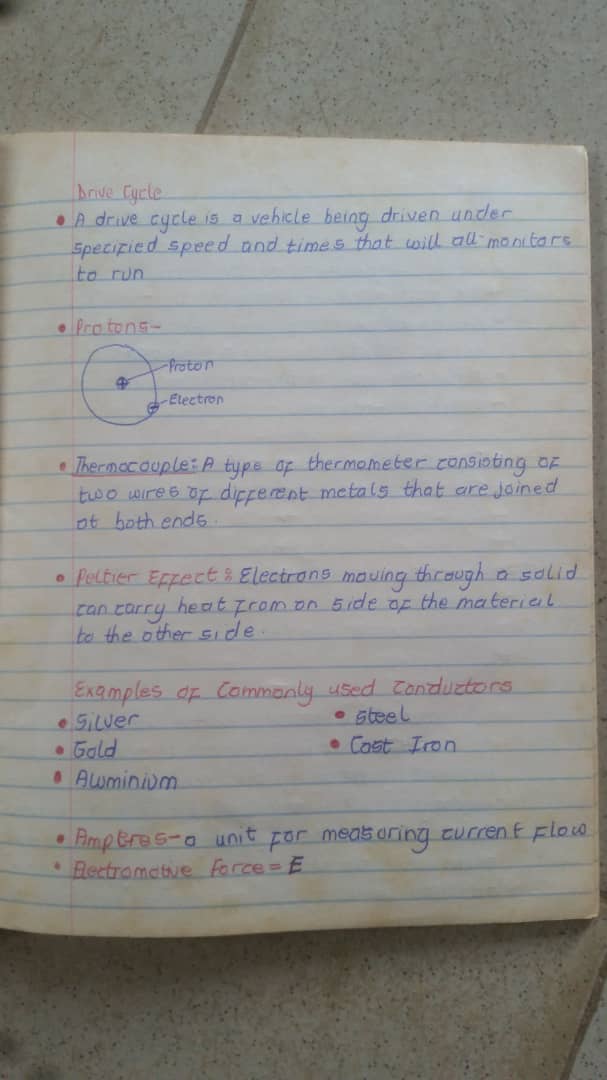 Drive Cycle
• A drive cycle is a vehicle being driven under
specified speed and times that will all monitors
to run
• Protons-
Proton
Electron
• Thermocouple: A type of thermometer consisting of
two wires of different metals that are joined
at both ends.
• Peltier Effect: Electrons moving through a solid
can carry heat from on side of the material
to the other side.
Examples of Commonly used Conductors
• Silver
• Steel
• Gold
• Cast Iron
• Aluminium
• Amperes- a unit for measuring current Flow
• Electromotive Force = E